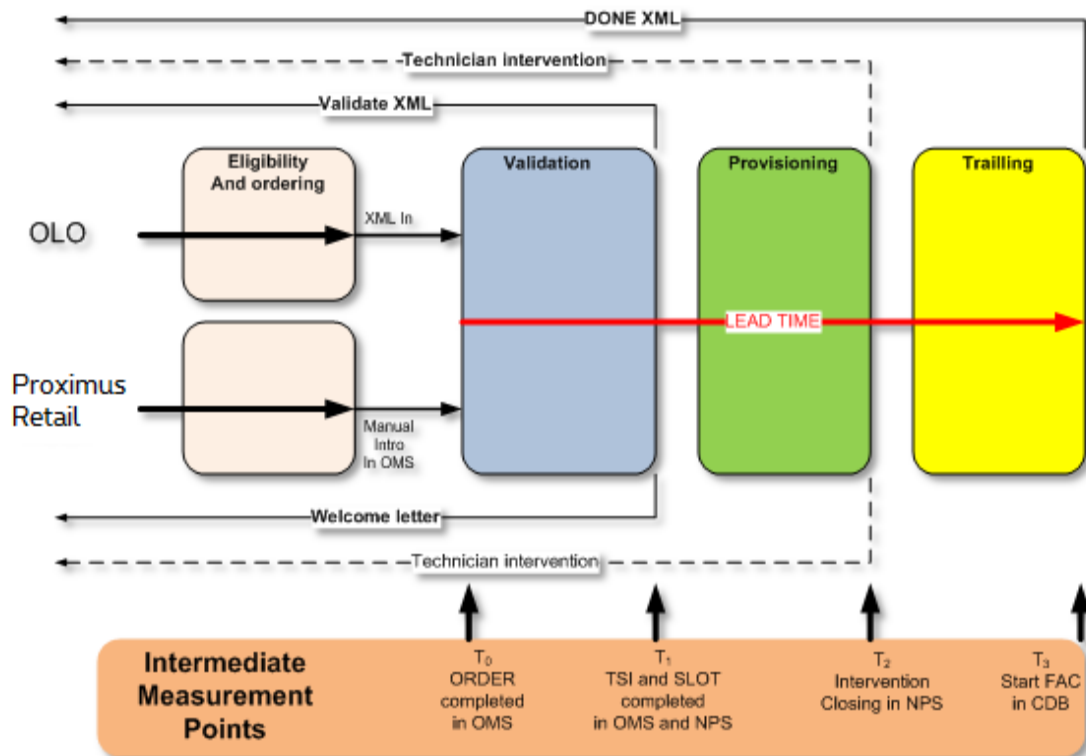 DONE XML
Technician intervention
Validate XML
Eligibility
And ordering
Validation
Provisioning
Trailling
OLO
XML In
LEAD TIME
Proximus
Retail
Manual
Intro
In OMS
Welcome letter
Technician intervention
Intermediate
Measurement
Points
T0
ORDER
completed
in OMS
T1
TSI and SLOT
completed
in OMS and NPS
T2
Intervention
Closing in NPS
T3
Start FAC
in CDB